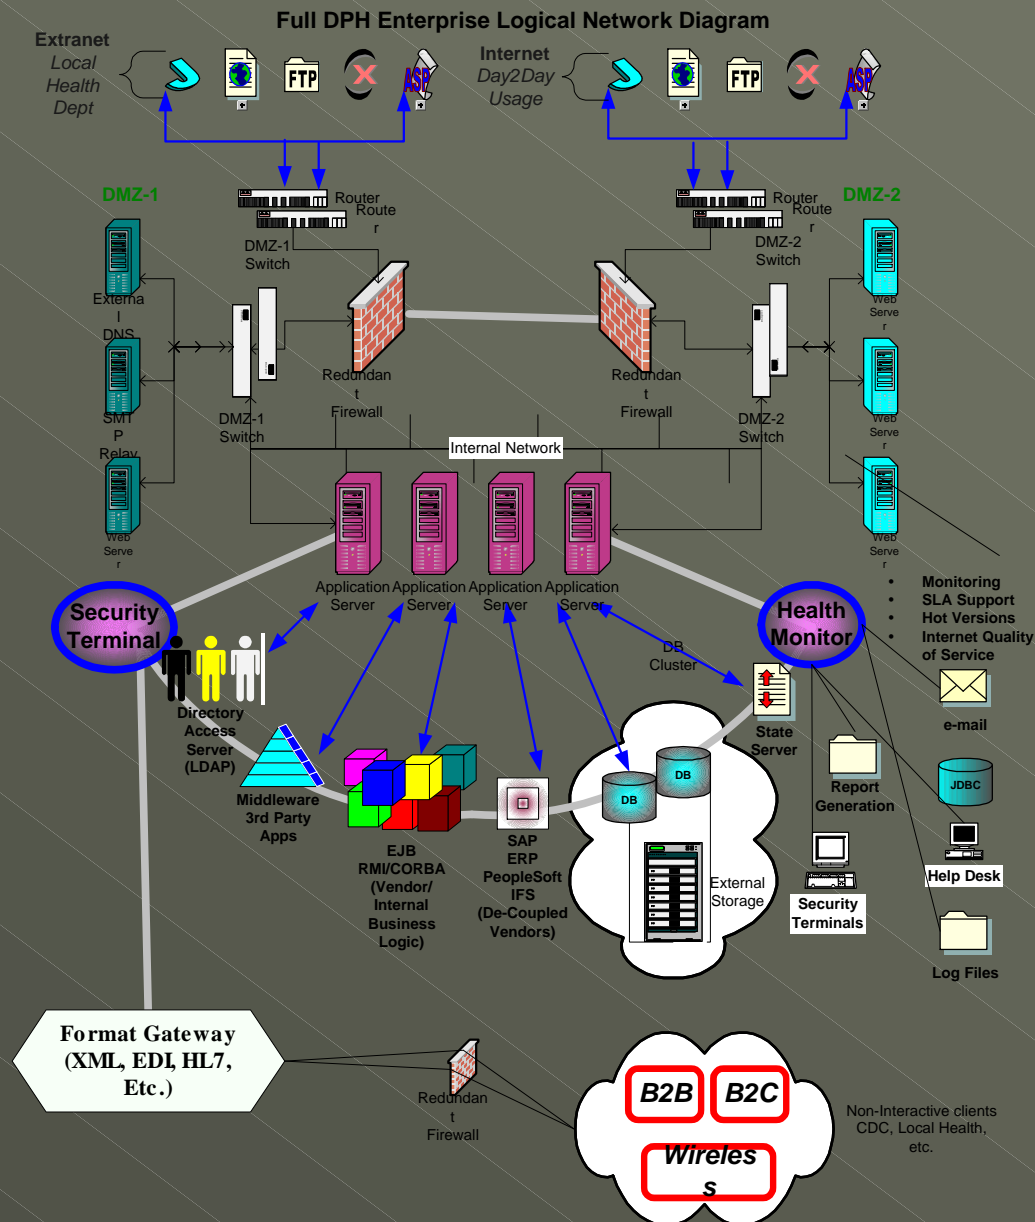 Full DPH Enterprise Logical Network Diagram
Extranet
Local
Health
Dept
FTP
X
ASP
Internet
Day2Day
Usage
FTP
X
ASP
DMZ-1
Router
Route
r
DMZ-1
Switch
Router
Route
r
DMZ-2
Switch
DMZ-2
Externa
l
DNS
SMT
P
Relay
Web
Serve
r
DMZ-1
Switch
Redundan
t
Firewall
Redundan
t
Firewall
DMZ-2
Switch
Web
Serve
r
Web
Serve
r
Web
Serve
r
Internal Network
Application
Server
Application
Server
Application
Server
Application
Server
Security
Terminal
Health
Monitor
• Monitoring
• SLA Support
• Hot Versions
• Internet Quality
of Service
DB
Cluster
Directory
Access
Server
(LDAP)
Middleware
3rd Party
Apps
EJB
RMI/CORBA
(Vendor/
Internal
Business
Logic)
SAP
ERP
PeopleSoft
IFS
(De-Coupled
Vendors)
DB
DB
External
Storage
State
Server
e-mail
Report
Generation
JDBC
Help Desk
Security
Terminals
Log Files
Format Gateway
(XML, EDI, HL7,
Etc.)
Redundan
t
Firewall
B2B
B2C
Wireles
s
Non-Interactive clients
CDC, Local Health,
etc.